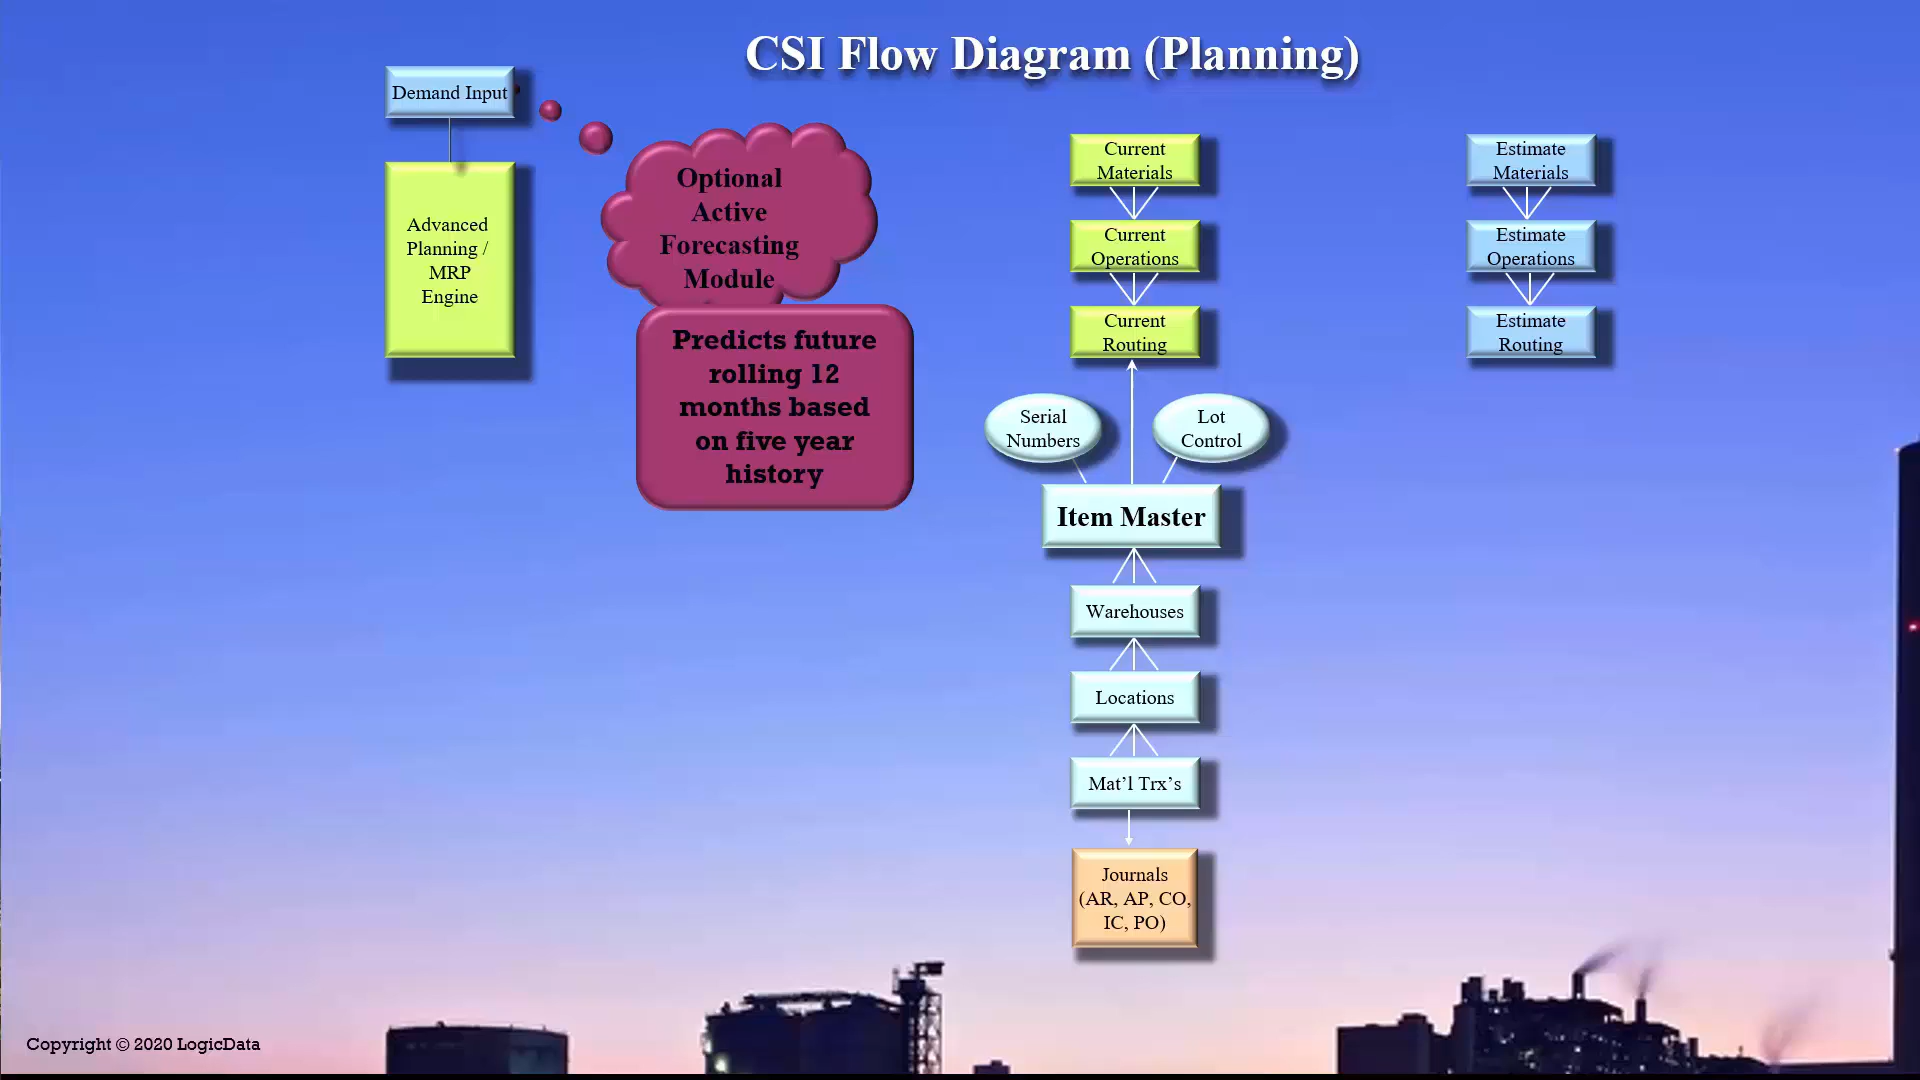 CSI Flow Diagram (Planning)
Demand Input
Advanced
Planning /
MRP
Engine
Optional
Active
Forecasting
Module
Predicts future
rolling 12
months based
on five year
history
Current
Materials
Current
Operations
Current
Routing
Serial
Numbers
Lot
Control
Item Master
Warehouses
Locations
Mat’l Trx’s
Journals
(AR, AP, CO,
IC, PO)
Estimate
Materials
Estimate
Operations
Estimate
Routing
Copyright © 2020 LogicData